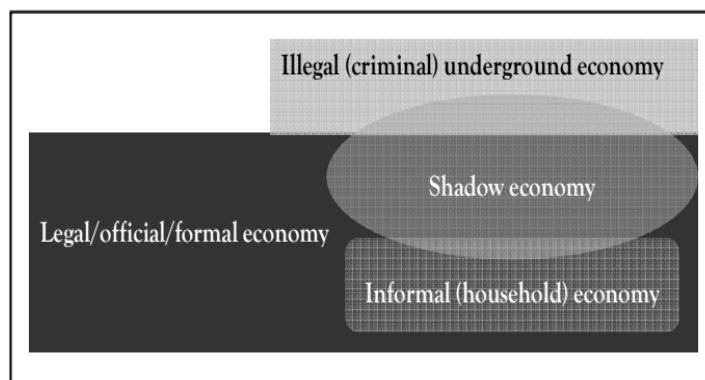 Illegal (criminal) underground economy
Shadow economy
Legal/official/formal economy
Informal (household) economy